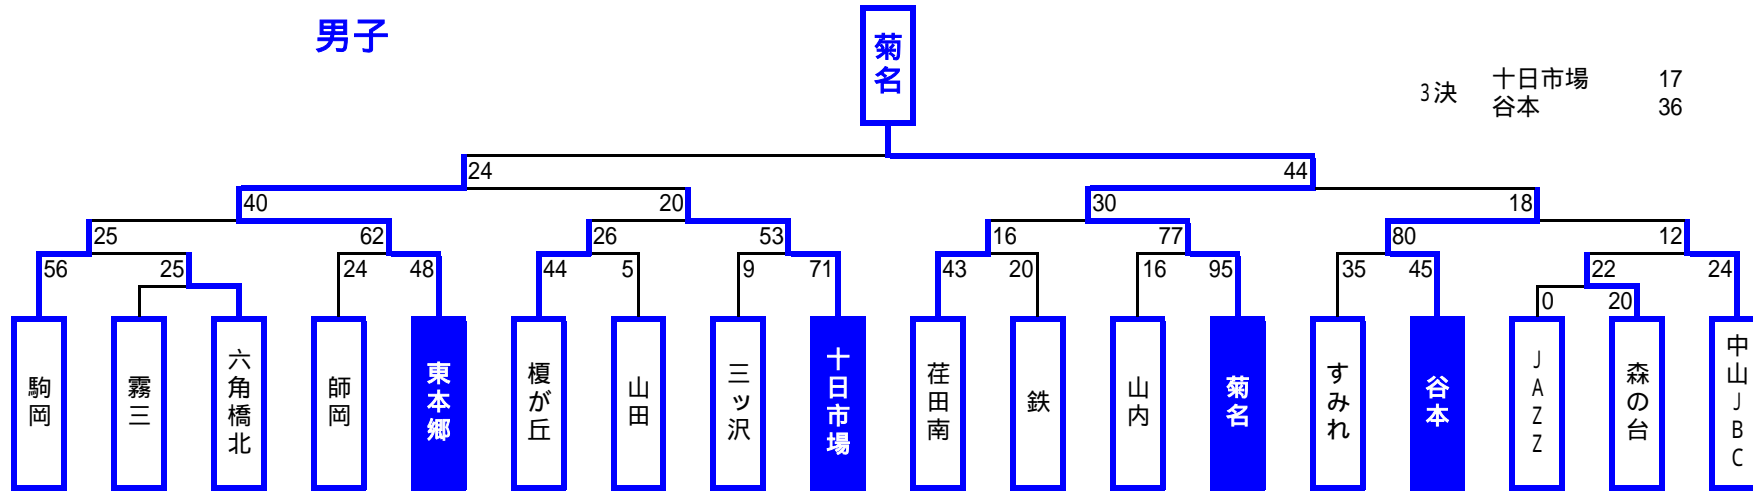 男子
菊名
3決 十日市場 17
谷本 36
24 44
40 20 30 18
25 62 26 53 16 77 80 12
56 25 24 48 44 5 9 71 43 20 16 95 35 45 22 24
0 20
駒岡
霧三
六角橋北
師岡
東本郷
榎が丘
山田
三ッ沢
十日市場
荏田南
鉄
山内
菊名
すみれ
谷本
JAZZ
森の台
中山JBC